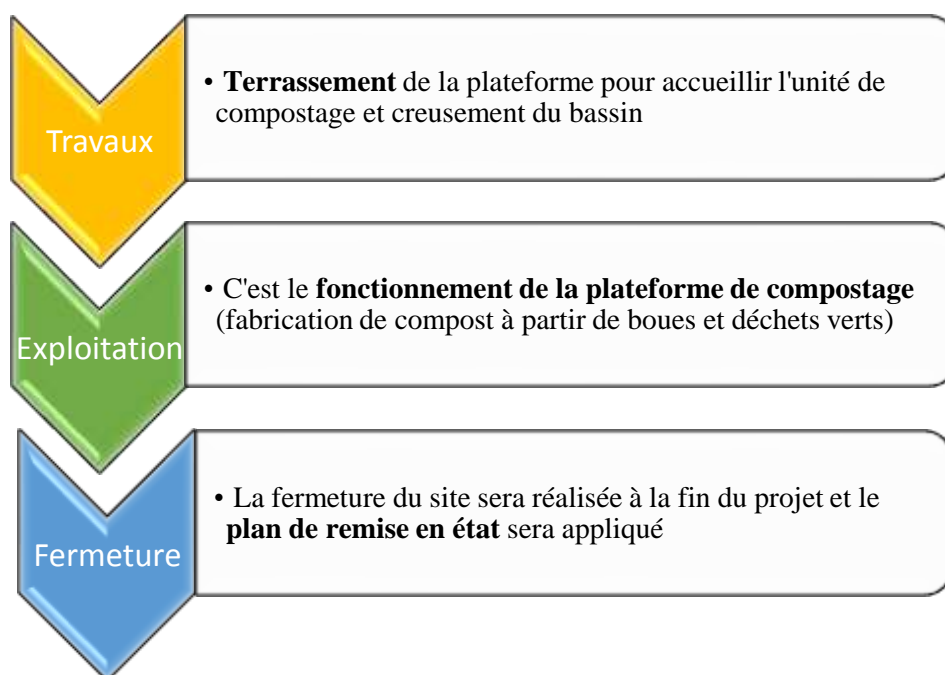 Travaux
• Terrassement de la plateforme pour accueillir l'unité de
compostage et creusement du bassin
Exploitation
• C'est le fonctionnement de la plateforme de compostage
(fabrication de compost à partir de boues et déchets verts)
Fermeture
• La fermeture du site sera réalisée à la fin du projet et le
plan de remise en état sera appliqué